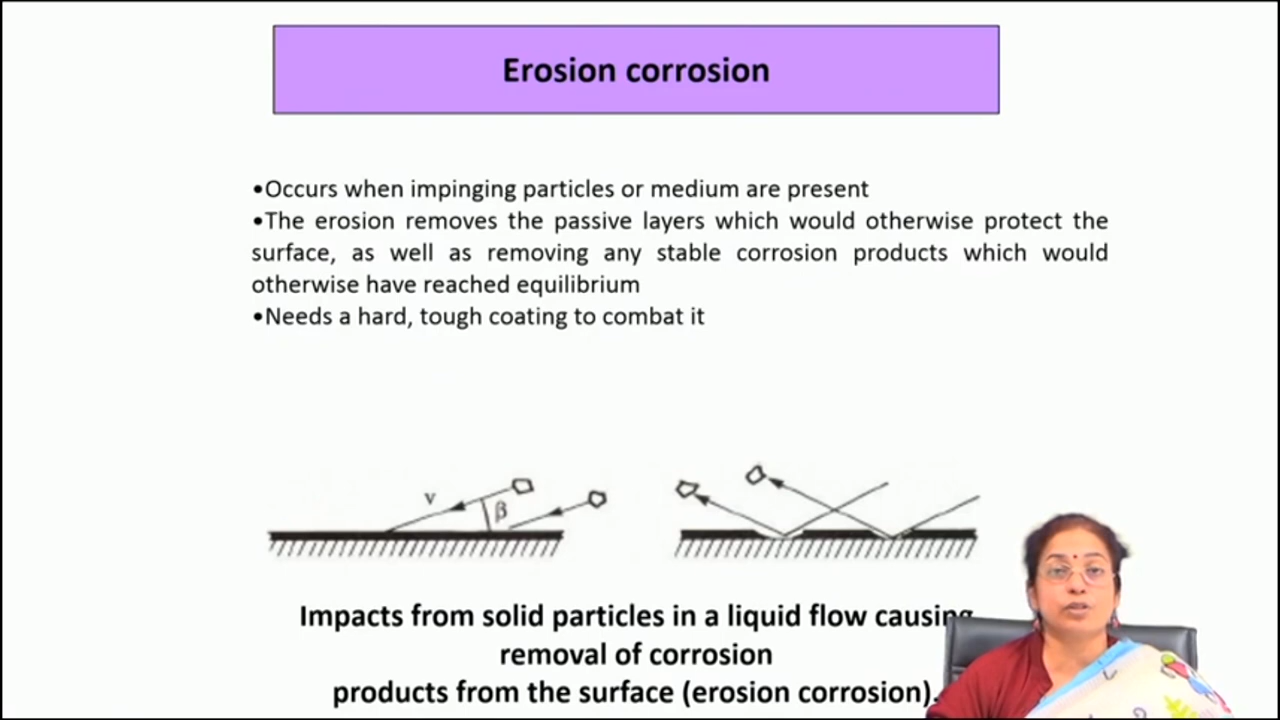 Erosion corrosion
•Occurs when impinging particles or medium are present
•The erosion removes the passive layers which would otherwise protect the
surface, as well as removing any stable corrosion products which would
otherwise have reached equilibrium
•Needs a hard, tough coating to combat it
v
β
Impacts from solid particles in a liquid flow causing
removal of corrosion
products from the surface (erosion corrosion).